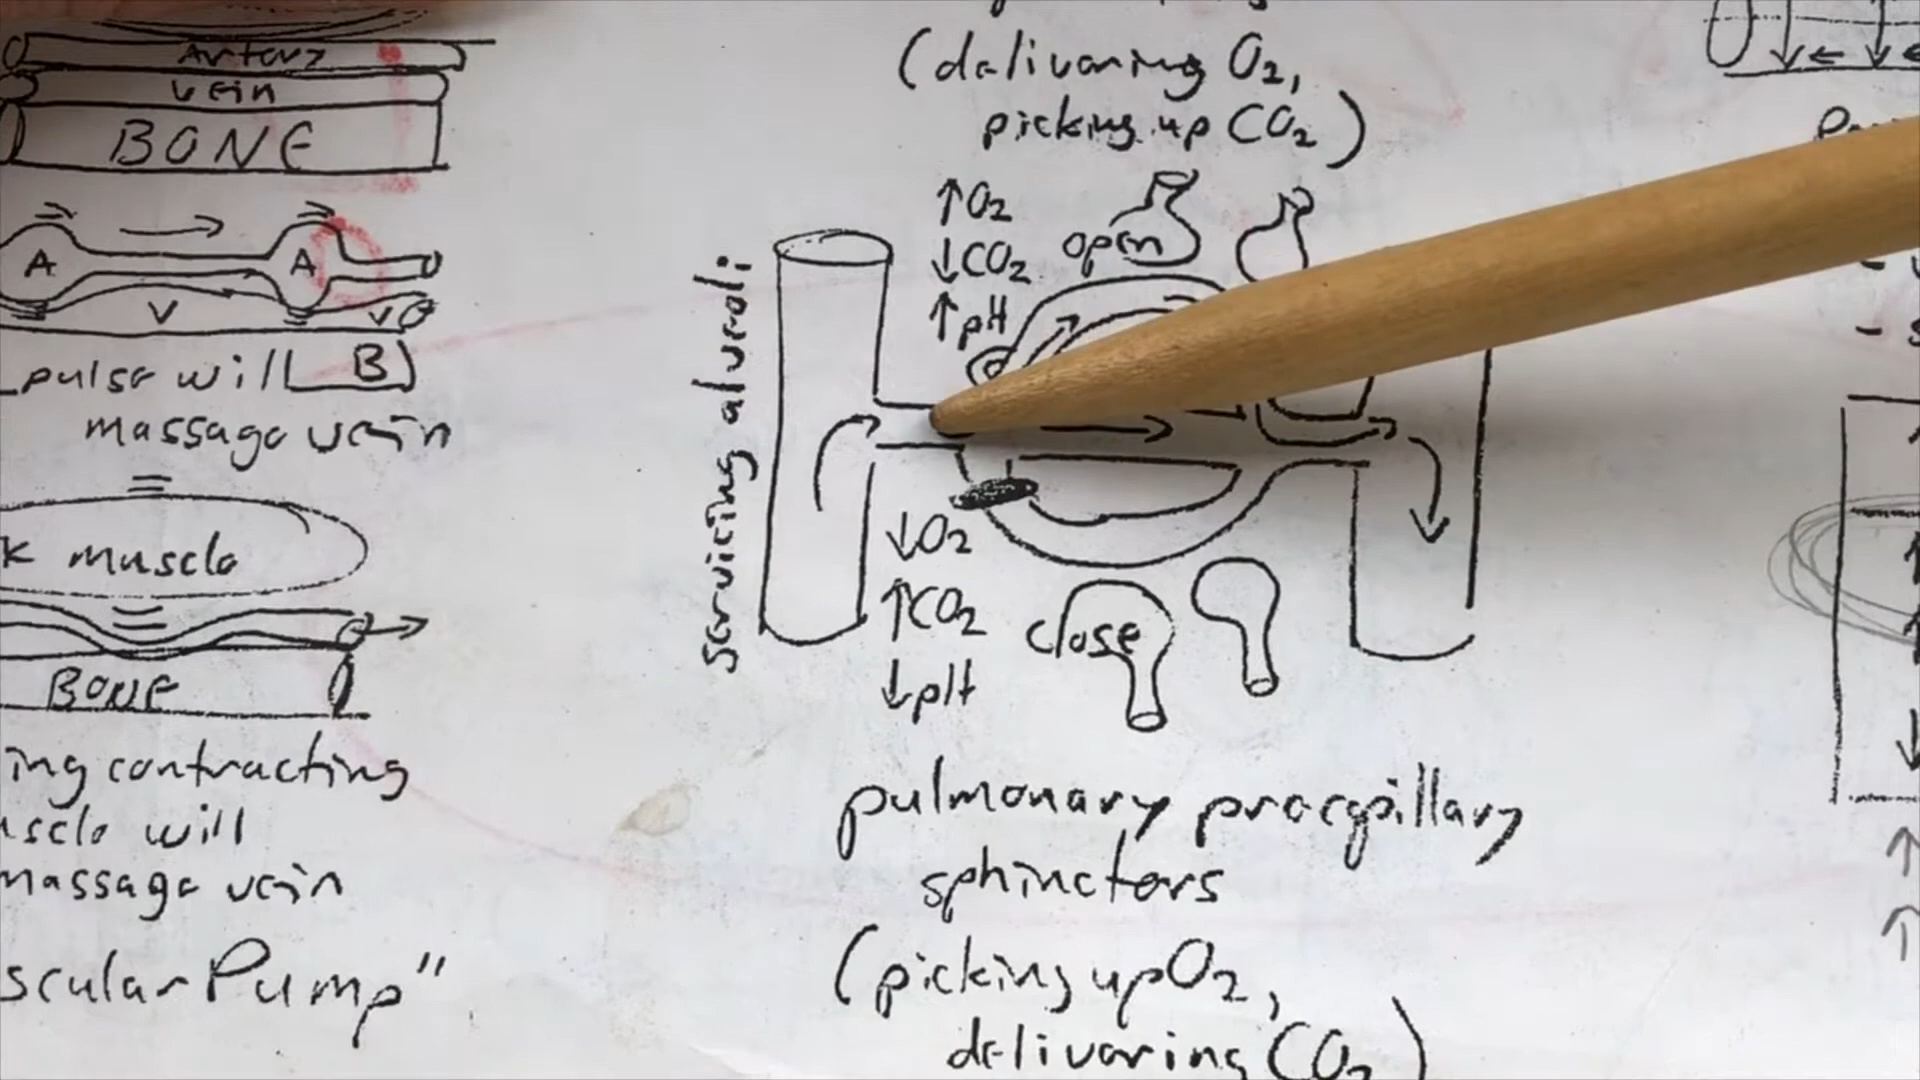 Artery
vein
BONE
A
A
V
V
pulse will B
massage vein
muscle
BONE
ing contracting
will
massage vein
scular Pump"
(delivering O₂,
picking up CO₂)
↑O₂
↓CO₂
↑pH
open
servicing alveoli
↓O₂
↑CO₂
↓pH
close
pulmonary precapillary
sphincters
(picking up O₂,
delivering CO₂)